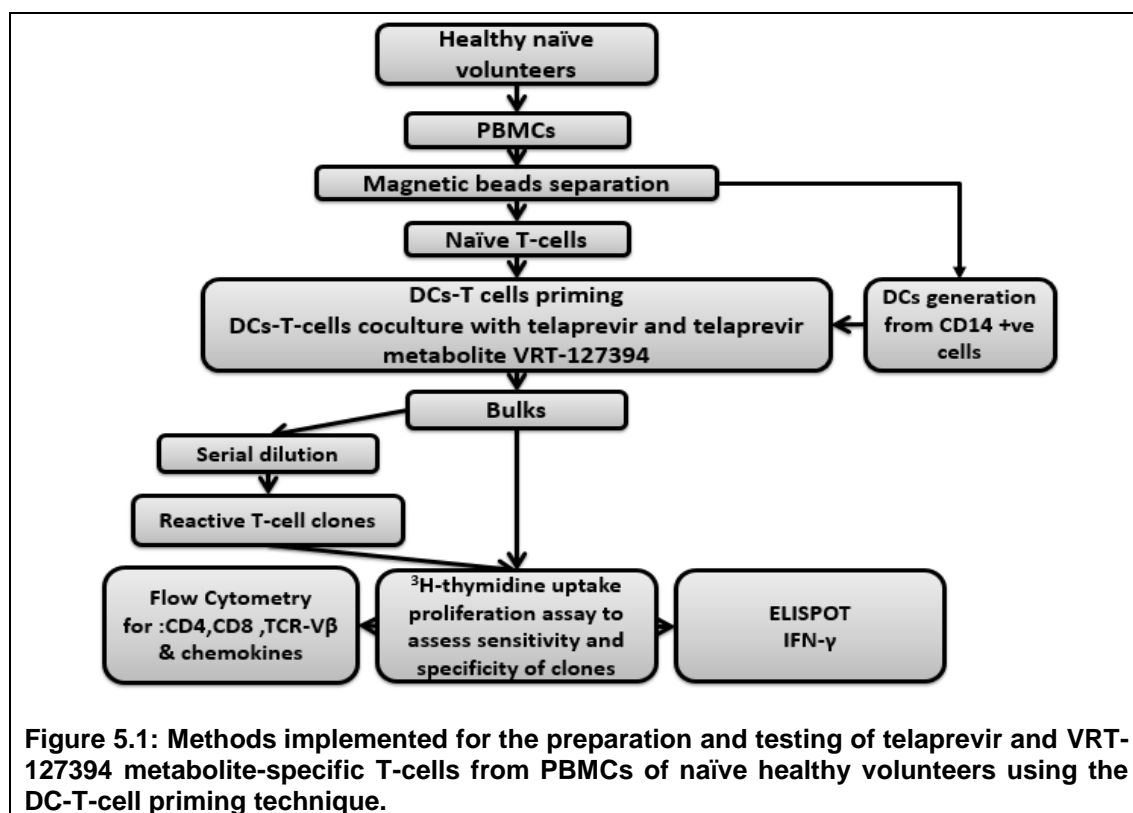 Healthy naïve
volunteers
PBMCs
Magnetic beads separation
Naïve T-cells
DCs-T cells priming
DCs-T-cells coculture with telaprevir and telaprevir
metabolite VRT-127394
DCs generation
from CD14 +ve
cells
Bulks
Serial dilution
Reactive T-cell clones
Flow Cytometry
for :CD4,CD8 ,TCR-Vβ
& chemokines
³H-thymidine uptake
proliferation assay to
assess sensitivity and
specificity of clones
ELISPOT
IFN-γ
Figure 5.1: Methods implemented for the preparation and testing of telaprevir and VRT-
127394 metabolite-specific T-cells from PBMCs of naïve healthy volunteers using the
DC-T-cell priming technique.